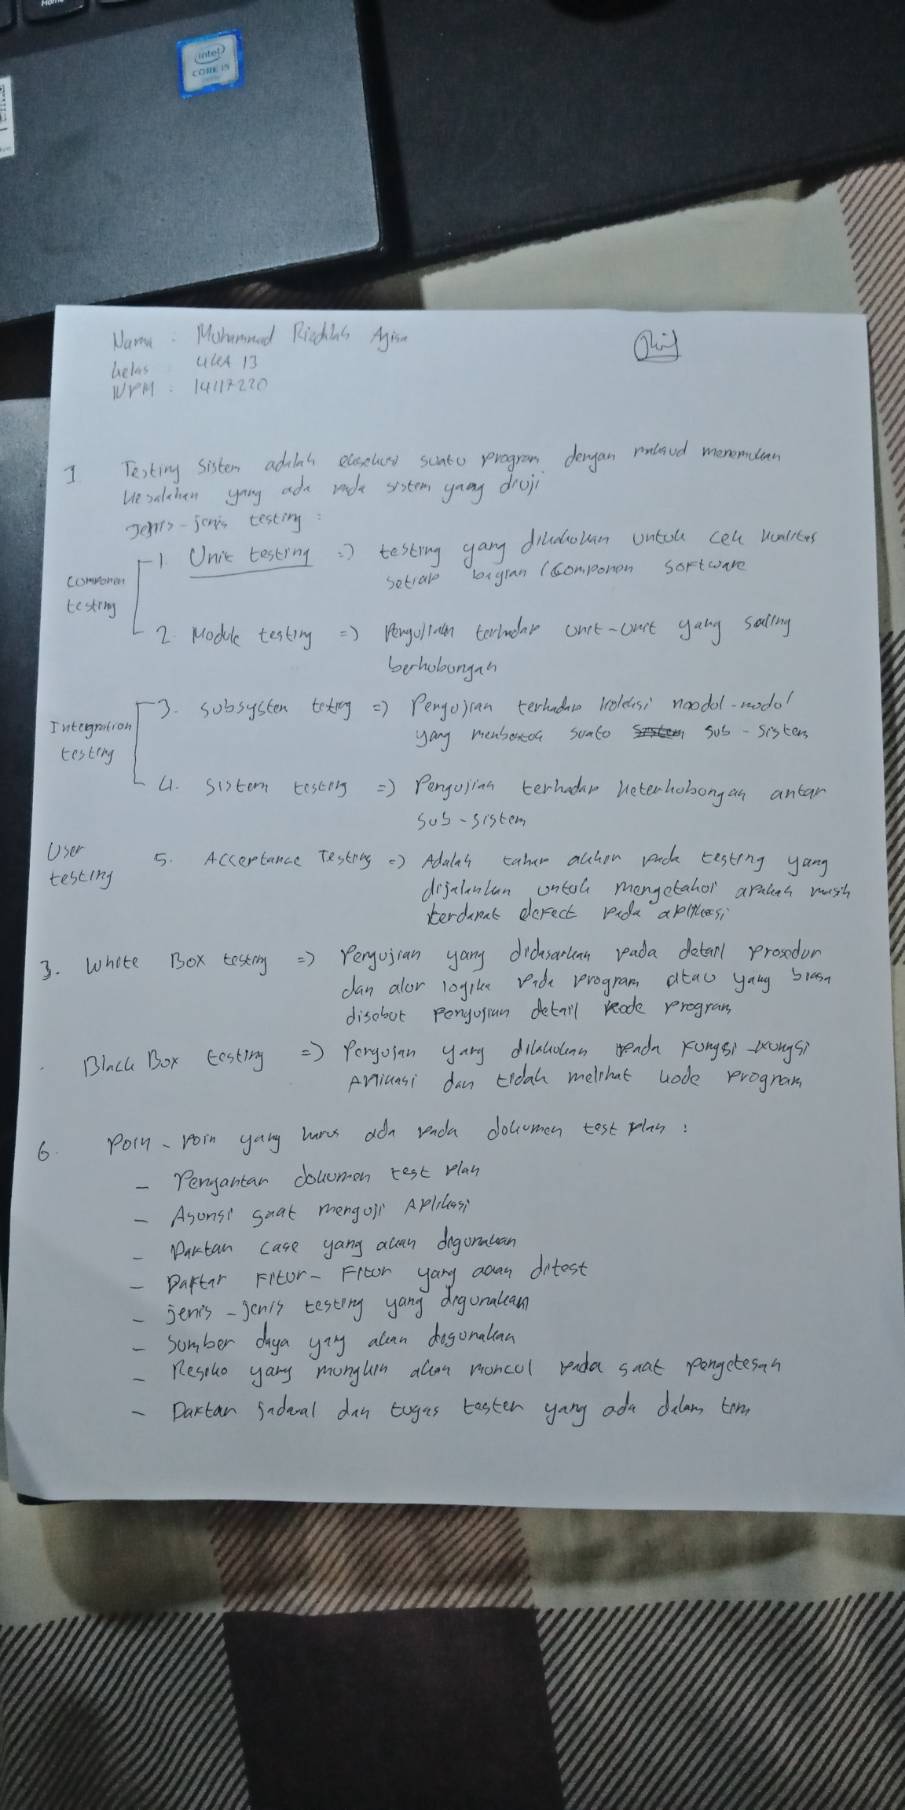 intel
CORE i5
Nama : Muhammad Riedhlah Agisa
kelas : 4KA13
NPM : 14117220
1 Testing Sistem adalah eksekusi suatu program dengan maksud menemukan
kesalahan yang ada pada sistem yang diuji
Jenis-jenis testing :
Componen testing
1. Unit testing => testing yang dilakukan untuk cek kualitas
setiap bagian (componen software
2. Module testing => Pengujian terhadap unit-unit yang saling
berhubungan
Integration testing
3. subsystem testing => Pengujian terhadap koleksi moodol-modol
yang membentuk suatu sub-sistem
4. sistem testing => Pengujian terhadap keterhubungan antar
sub-sistem
User testing
5. Acceptance Testing => Adalah tahap akhir pada testing yang
dijalankan untuk mengetahui apakah masih
terdapat defect pada aplikasi
3. White Box testing => Pengujian yang didasarkan pada detail prosedur
dan alur logika pada program atau yang biasa
disebut pengujian detail kode program
Black Box testing => Pengujian yang dilakukan pada fungsi-fungsi
Aplikasi dan tidak melihat kode program
6. Poin-poin yang harus ada pada dokumen test plan :
- Pengantar dokumen test plan
- Asumsi saat menguji Aplikasi
- Daftar case yang akan digunakan
- Daftar Fitur-Fitur yang akan ditest
- jenis-jenis testing yang digunakan
- Sumber daya yang akan digunakan
- Resiko yang mungkin akan muncul pada saat pengetesan
- Daftar jadwal dan tugas tester yang ada dalam tim